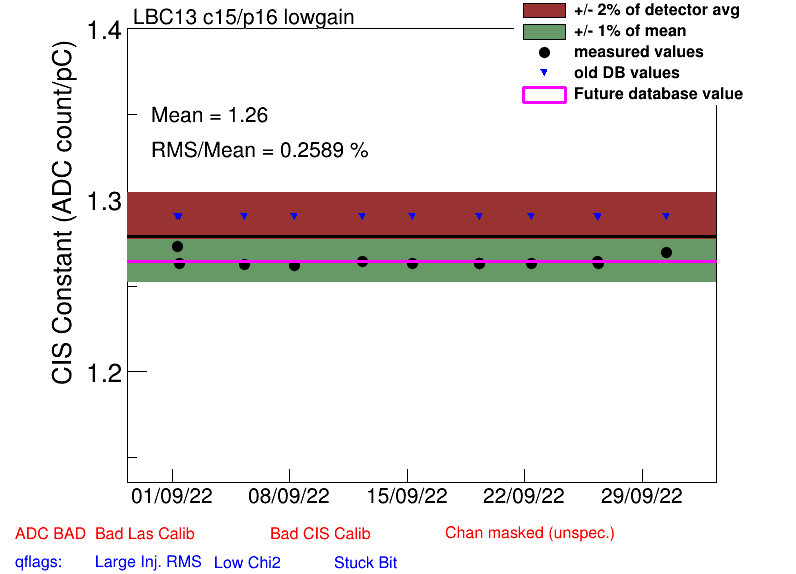 LBC13 c15/p16 lowgain
+/- 2% of detector avg
+/- 1% of mean
measured values
old DB values
Future database value
Mean = 1.26
RMS/Mean = 0.2589 %
CIS Constant (ADC count/pC)
1.4
1.3
1.2
01/09/22 08/09/22 15/09/22 22/09/22 29/09/22
ADC BAD Bad Las Calib Bad CIS Calib Chan masked (unspec.)
qflags: Large Inj. RMS Low Chi2 Stuck Bit